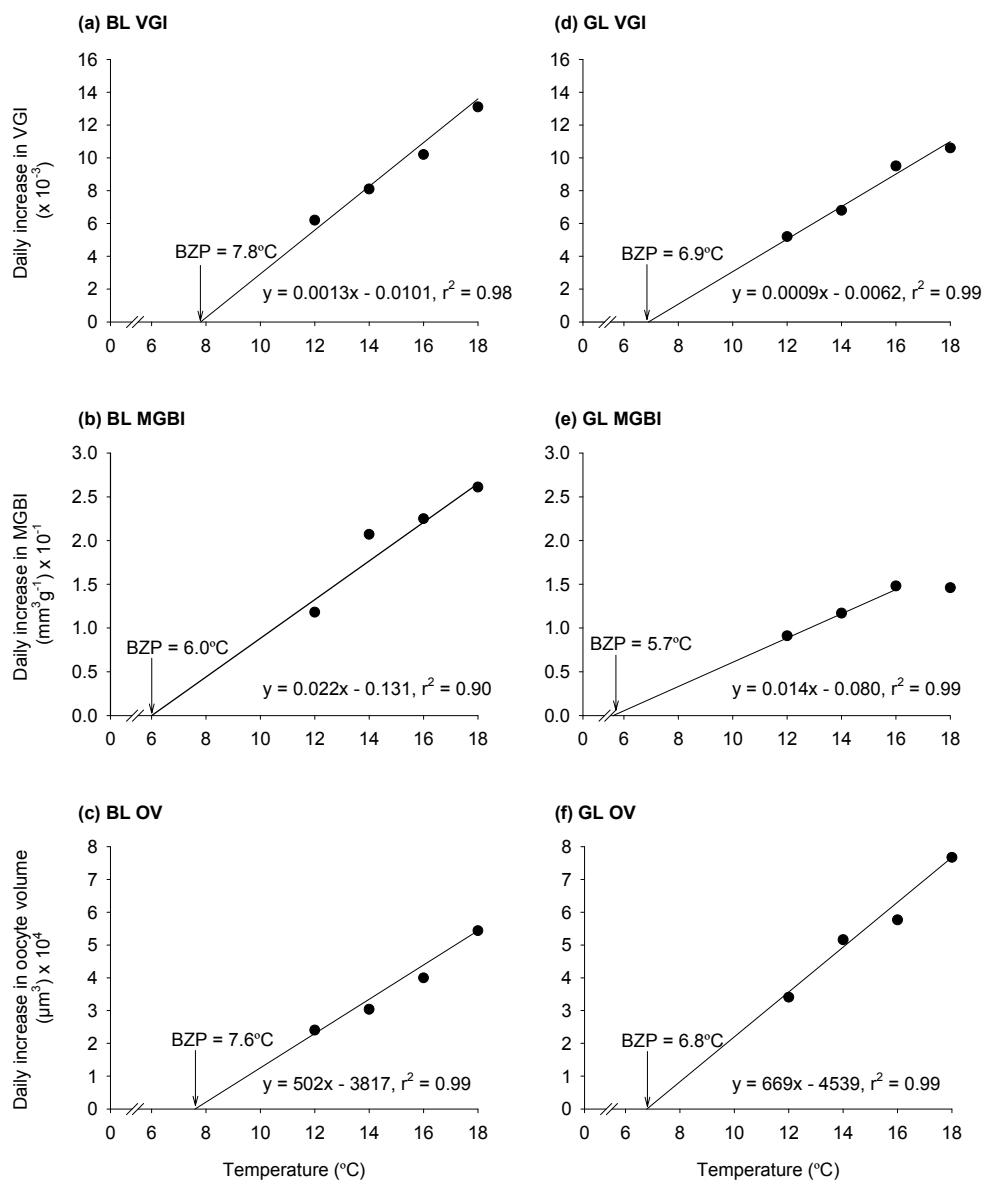 (a) BL VGI
16
14
12
10
8
6
4
2
0
Daily increase in VGI
(x 10⁻³)
BZP = 7.8ºC
y = 0.0013x - 0.0101, r² = 0.98
0 6 8 10 12 14 16 18
(d) GL VGI
16
14
12
10
8
6
4
2
0
BZP = 6.9ºC
y = 0.0009x - 0.0062, r² = 0.99
0 6 8 10 12 14 16 18
(b) BL MGBI
3.0
2.5
2.0
1.5
1.0
0.5
0.0
Daily increase in MGBI
(mm³g⁻¹) x 10⁻¹
BZP = 6.0ºC
y = 0.022x - 0.131, r² = 0.90
0 6 8 10 12 14 16 18
(e) GL MGBI
3.0
2.5
2.0
1.5
1.0
0.5
0.0
BZP = 5.7ºC
y = 0.014x - 0.080, r² = 0.99
0 6 8 10 12 14 16 18
(c) BL OV
8
7
6
5
4
3
2
1
0
Daily increase in oocyte volume
(µm³) x 10⁴
BZP = 7.6ºC
y = 502x - 3817, r² = 0.99
0 6 8 10 12 14 16 18
Temperature (ºC)
(f) GL OV
8
7
6
5
4
3
2
1
0
BZP = 6.8ºC
y = 669x - 4539, r² = 0.99
0 6 8 10 12 14 16 18
Temperature (ºC)